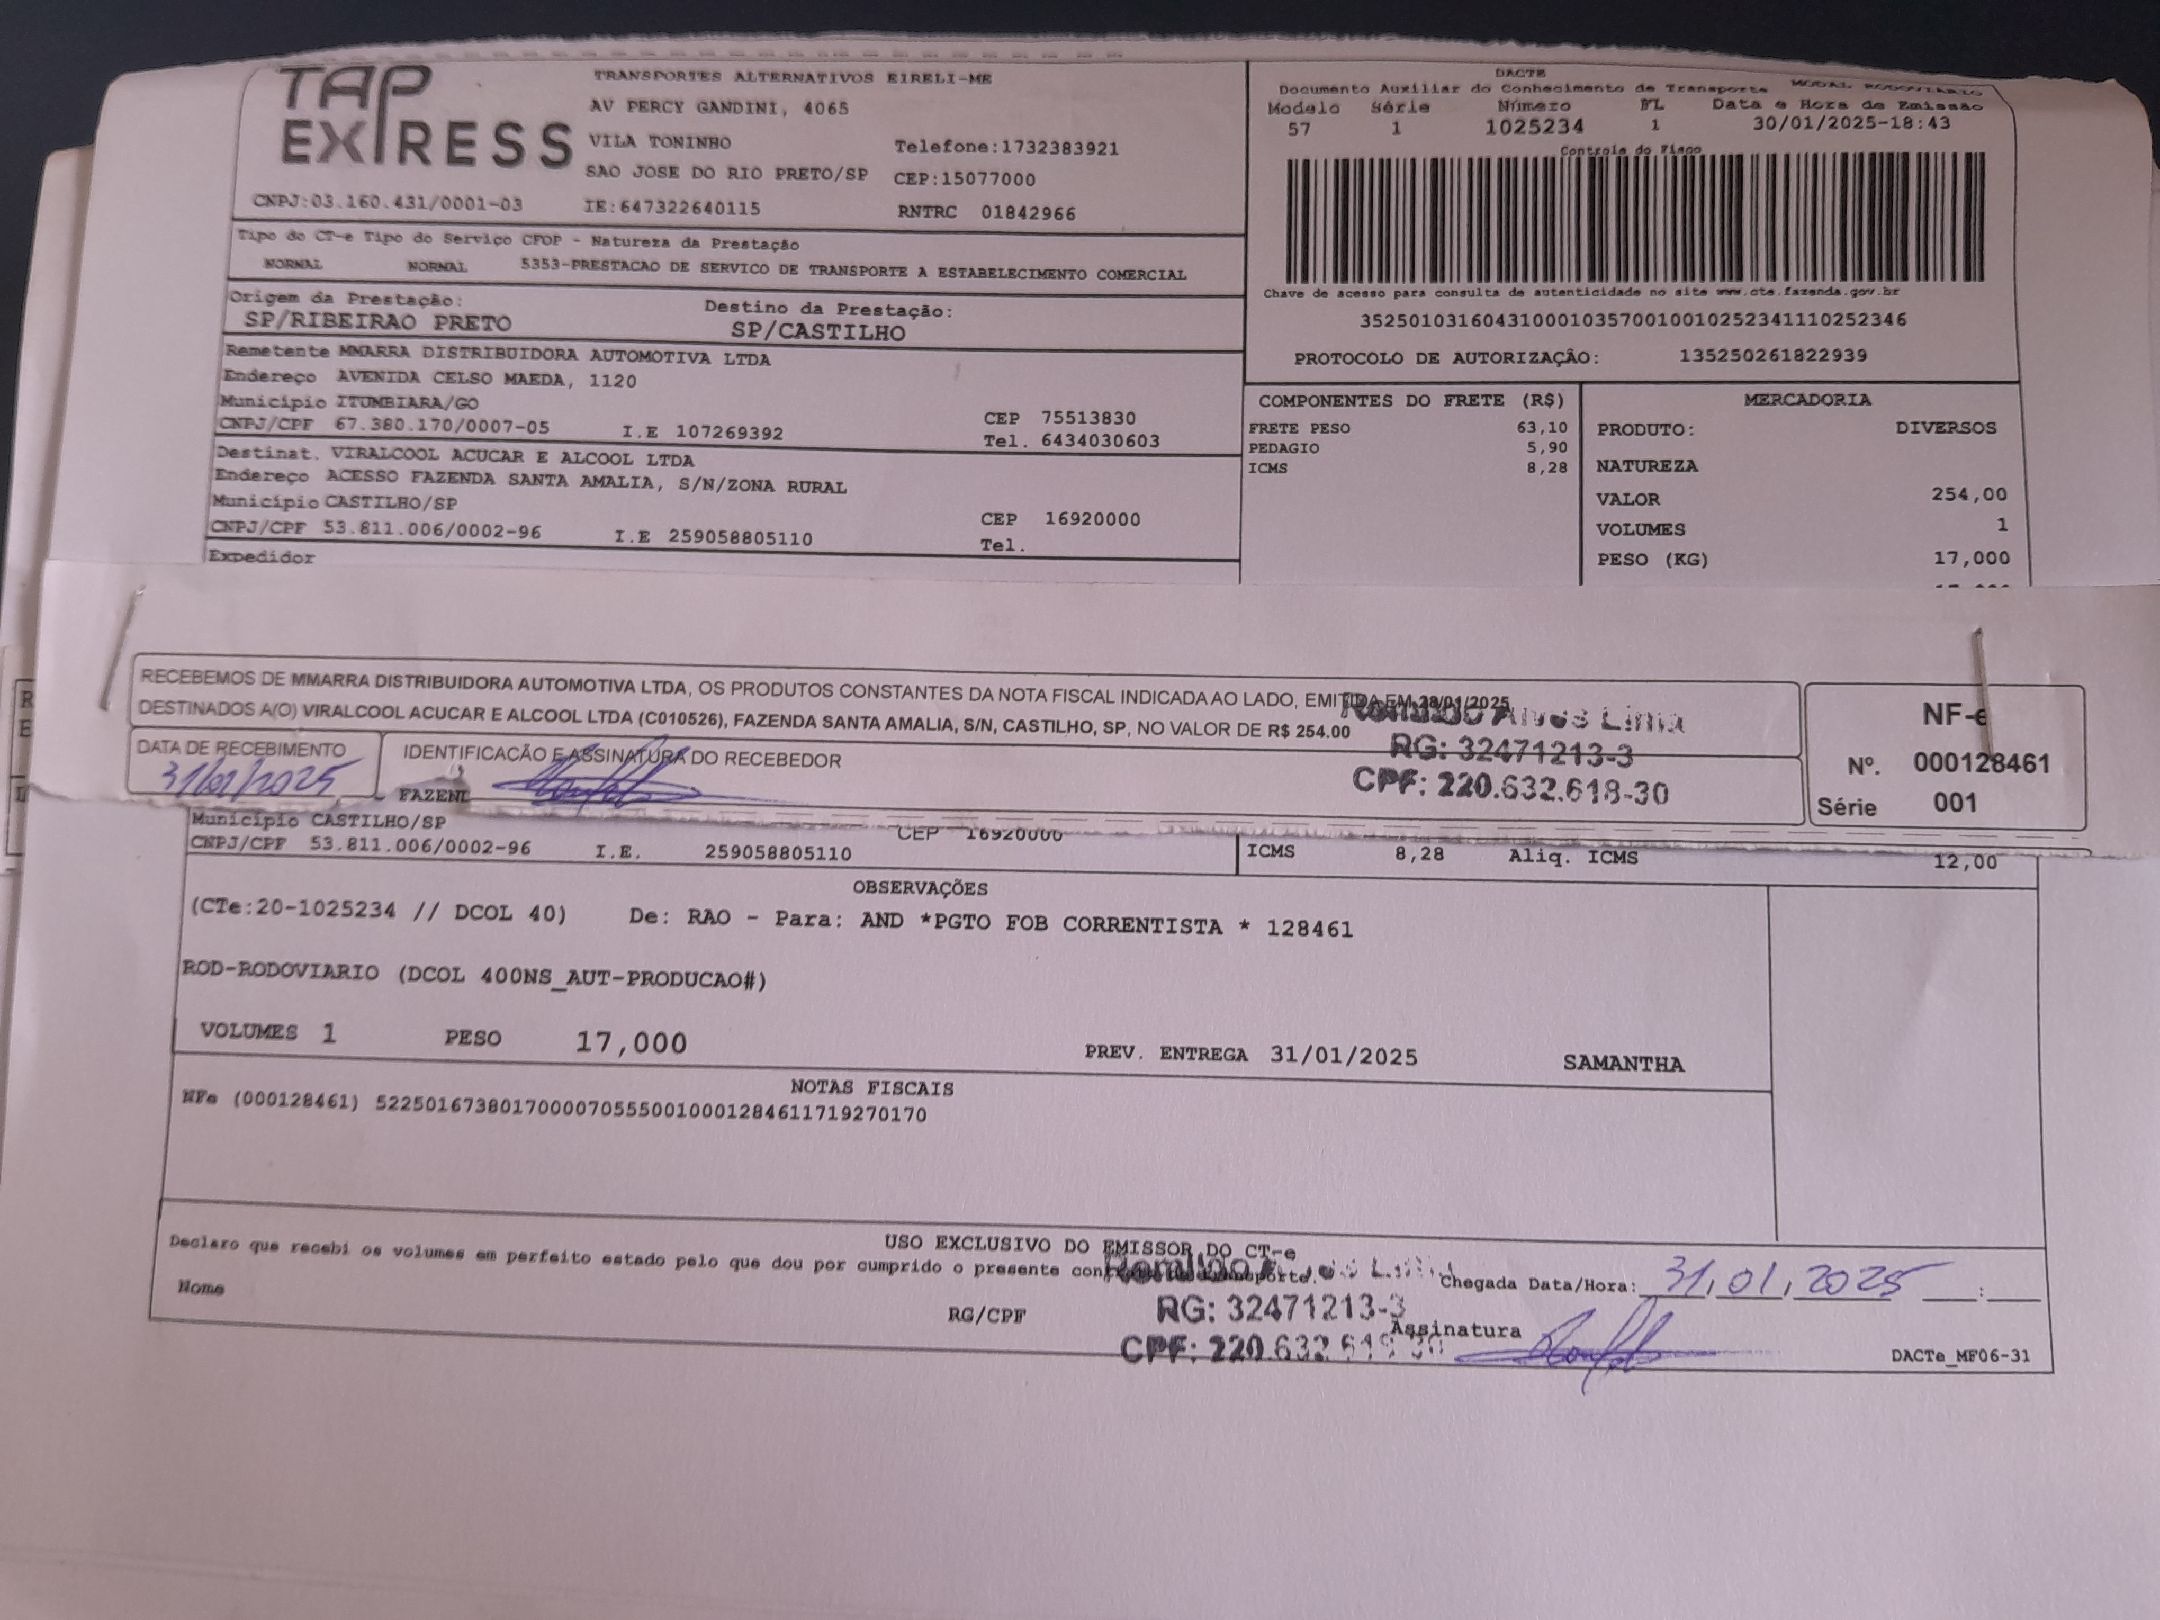 TAP EXPRESS
TRANSPORTES ALTERNATIVOS EIRELI-ME
AV PERCY GANDINI, 4065
VILA TONINHO Telefone:1732383921
SAO JOSE DO RIO PRETO/SP CEP:15077000
CNPJ:03.160.431/0001-03 IE:647322640115 RNTRC 01842966
DACTE
Documento Auxiliar do Conhecimento de Transporte MODAL RODOVIÁRIO
Modelo Série Número FL Data e Hora de Emissão
57 1 1025234 1 30/01/2025-18:43
Controle do Fisco
Chave de acesso para consulta de autenticidade no site www.cte.fazenda.gov.br
35250103160431000103570010010252341110252346
PROTOCOLO DE AUTORIZAÇÃO: 135250261822939
Tipo do CT-e Tipo do Serviço CFOP - Natureza da Prestação
NORMAL NORMAL 5353-PRESTACAO DE SERVICO DE TRANSPORTE A ESTABELECIMENTO COMERCIAL
Origem da Prestação: Destino da Prestação:
SP/RIBEIRAO PRETO SP/CASTILHO
Remetente MMARRA DISTRIBUIDORA AUTOMOTIVA LTDA
Endereço AVENIDA CELSO MAEDA, 1120
Município ITUMBIARA/GO CEP 75513830
CNPJ/CPF 67.380.170/0007-05 I.E 107269392 Tel. 6434030603
Destinat. VIRALCOOL ACUCAR E ALCOOL LTDA
Endereço ACESSO FAZENDA SANTA AMALIA, S/N/ZONA RURAL
Município CASTILHO/SP CEP 16920000
CNPJ/CPF 53.811.006/0002-96 I.E 259058805110 Tel.
Expedidor
COMPONENTES DO FRETE (R$)
FRETE PESO 63,10
PEDAGIO 5,90
ICMS 8,28
MERCADORIA
PRODUTO: DIVERSOS
NATUREZA
VALOR 254,00
VOLUMES 1
PESO (KG) 17,000
RECEBEMOS DE MMARRA DISTRIBUIDORA AUTOMOTIVA LTDA, OS PRODUTOS CONSTANTES DA NOTA FISCAL INDICADA AO LADO, EMITIDA EM 28/01/2025
DESTINADOS A(O) VIRALCOOL ACUCAR E ALCOOL LTDA (C010526), FAZENDA SANTA AMALIA, S/N, CASTILHO, SP, NO VALOR DE R$ 254.00
DATA DE RECEBIMENTO IDENTIFICAÇÃO E ASSINATURA DO RECEBEDOR
31/01/2025 FAZEN
Alves Lima
RG: 32471213-3
CPF: 220.632.618-30
NF-e
Nº. 000128461
Série 001
Município CASTILHO/SP CEP 16920000
CNPJ/CPF 53.811.006/0002-96 I.E. 259058805110
ICMS 8,28 Aliq. ICMS 12,00
OBSERVAÇÕES
(CTe:20-1025234 // DCOL 40) De: RAO - Para: AND *PGTO FOB CORRENTISTA * 128461
ROD-RODOVIARIO (DCOL 400NS_AUT-PRODUCAO#)
VOLUMES 1 PESO 17,000 PREV. ENTREGA 31/01/2025 SAMANTHA
NOTAS FISCAIS
NFe (000128461) 52250167380170000705550010001284611719270170
USO EXCLUSIVO DO EMISSOR DO CT-e
Declaro que recebi os volumes em perfeito estado pelo que dou por cumprido o presente contrato de transporte.
Chegada Data/Hora: 31,01,2025 __:__
Nome RG/CPF
RG: 32471213-3
CPF: 220.632.618-30
Assinatura
DACTe_MF06-31